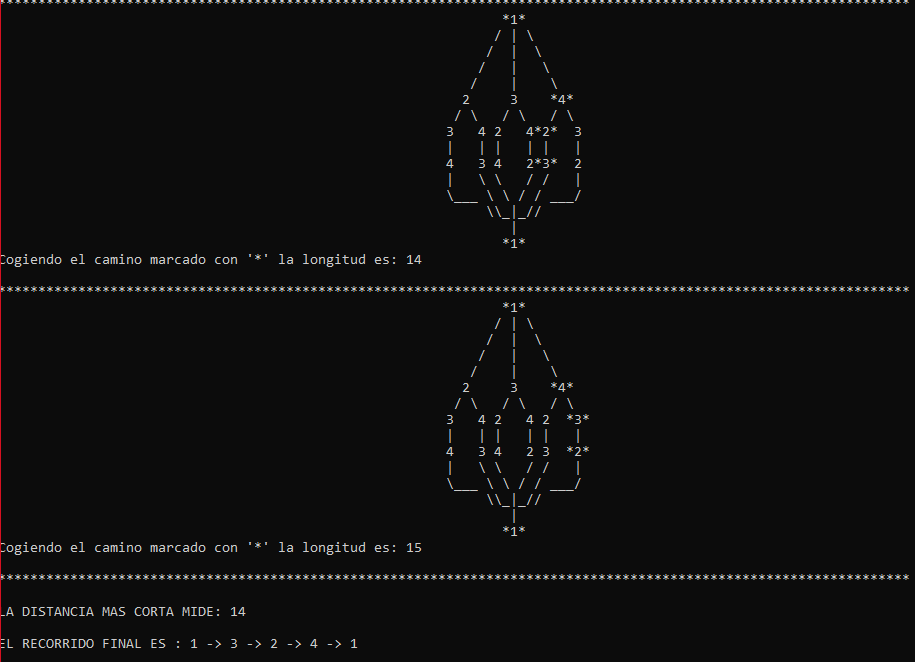 ******************************************************************************************************************
*1*
/ | \
/ | \
/ | \
/ | \
2 3 *4*
/ \ / \ / \
3 4 2 4*2* 3
| | | | | |
4 3 4 2*3* 2
| \ \ / / |
\___ \ \ / / ___/
\\_|_//
|
*1*
Cogiendo el camino marcado con '*' la longitud es: 14
******************************************************************************************************************
*1*
/ | \
/ | \
/ | \
/ | \
2 3 *4*
/ \ / \ / \
3 4 2 4 2 *3*
| | | | | |
4 3 4 2 3 *2*
| \ \ / / |
\___ \ \ / / ___/
\\_|_//
|
*1*
Cogiendo el camino marcado con '*' la longitud es: 15
******************************************************************************************************************
LA DISTANCIA MAS CORTA MIDE: 14
EL RECORRIDO FINAL ES : 1 -> 3 -> 2 -> 4 -> 1